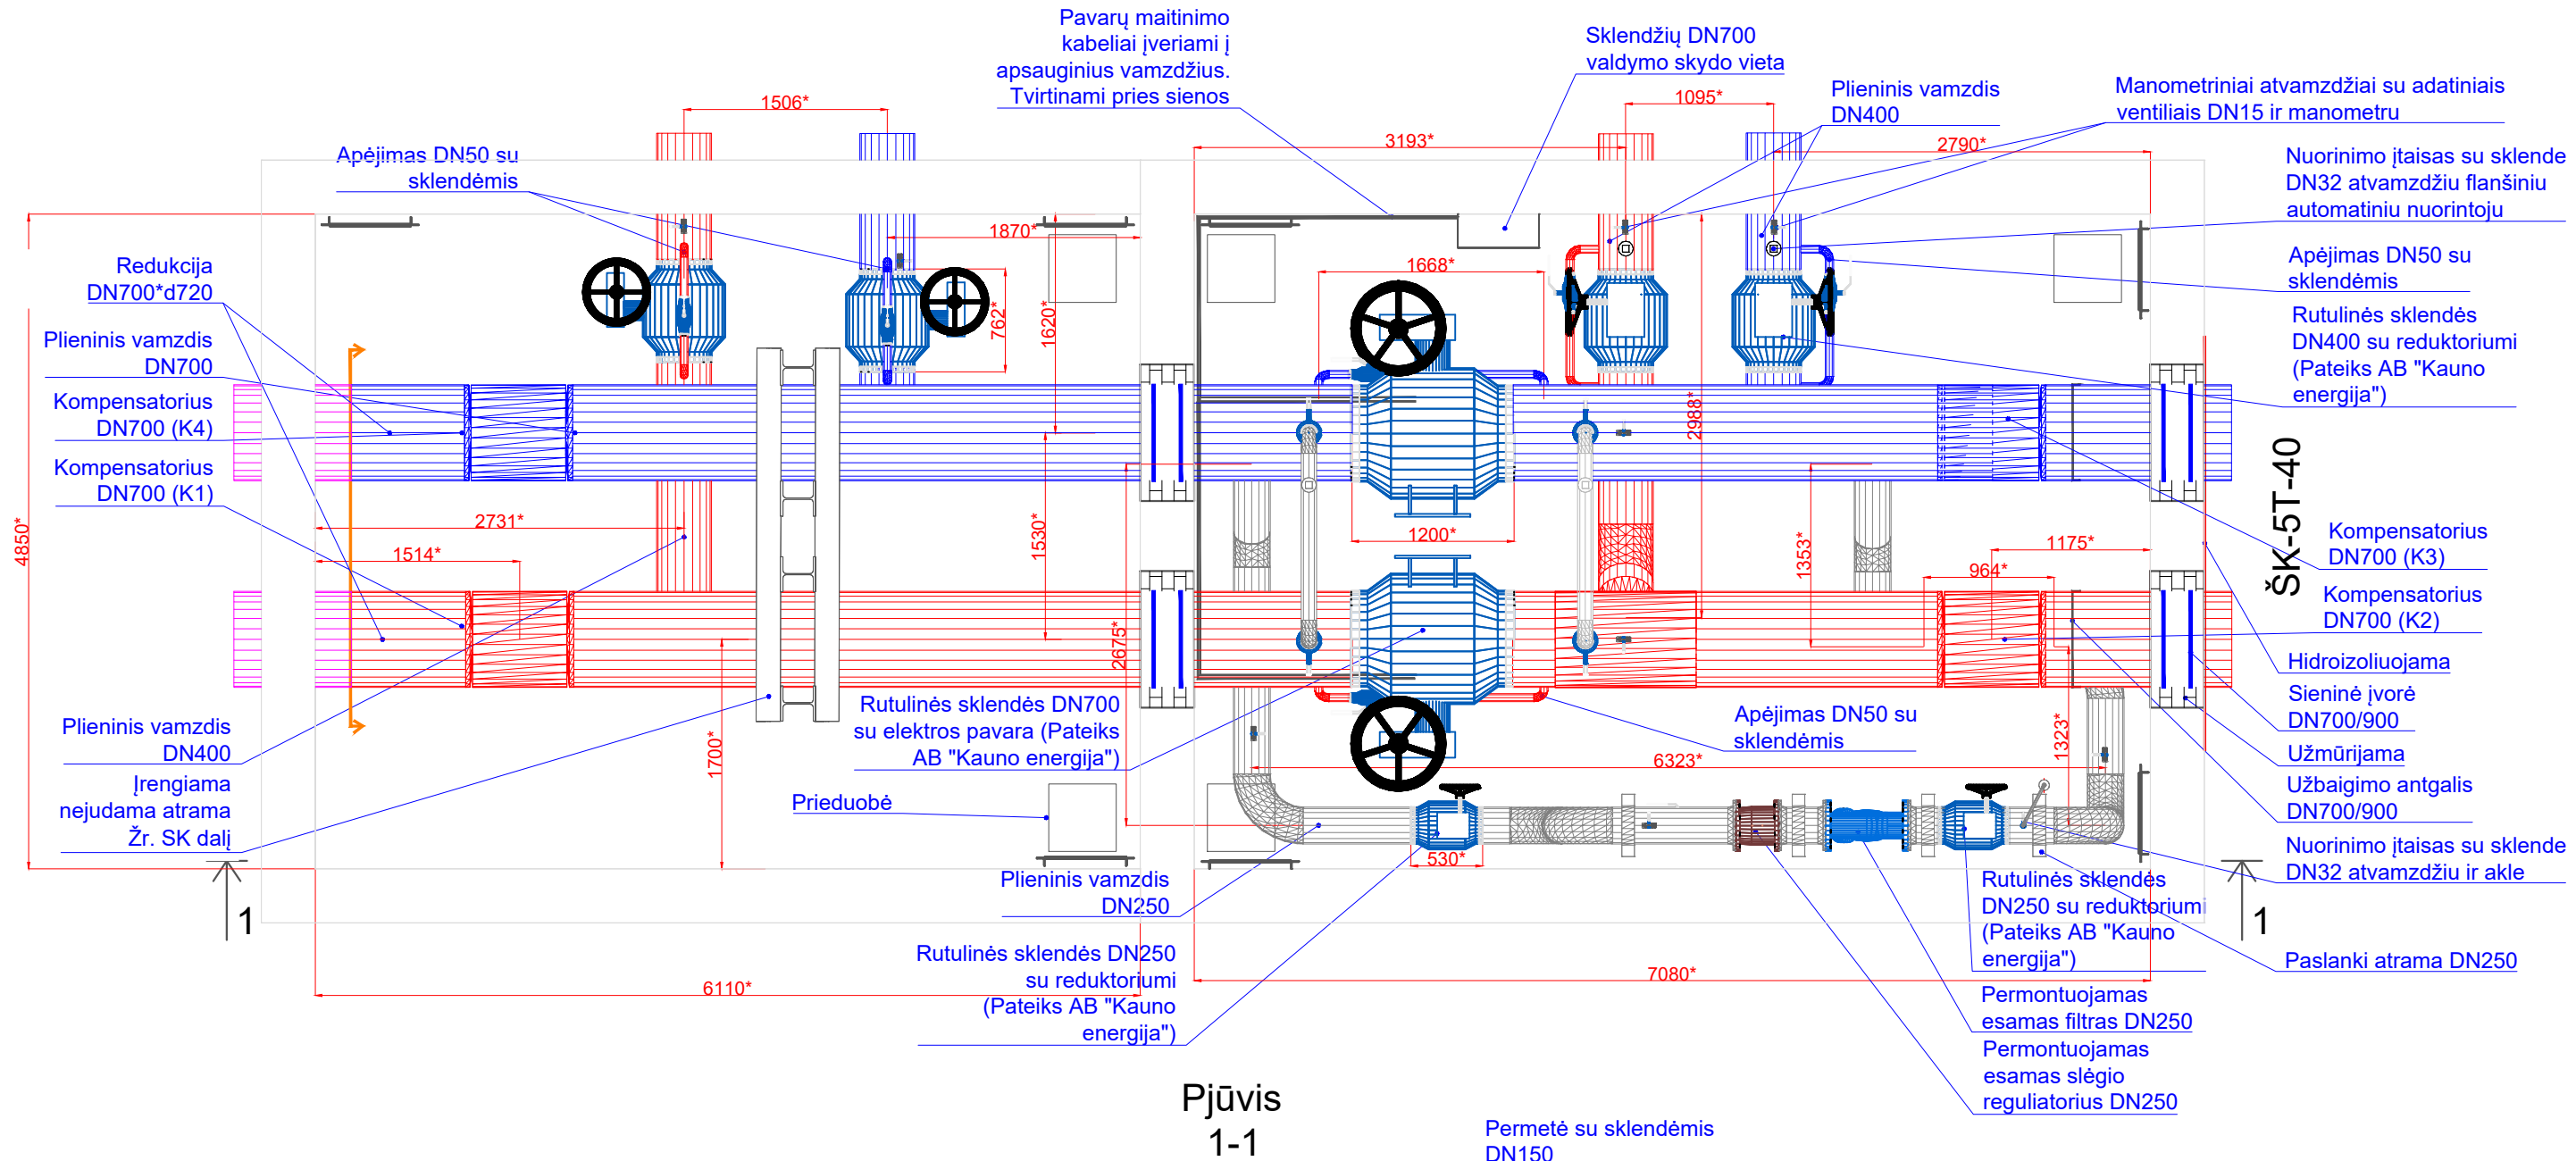 Pavarų maitinimo
kabeliai įveriami į
apsauginius vamzdžius.
Tvirtinami pries sienos
Sklendžių DN700
valdymo skydo vieta
Plieninis vamzdis
DN400
Manometriniai atvamzdžiai su adatiniais
ventiliais DN15 ir manometru
1506*
1095*
3193*
2790*
Apėjimas DN50 su
sklendėmis
Nuorinimo įtaisas su sklende
DN32 atvamzdžiu flanšiniu
automatiniu nuorintoju
1870*
1668*
762*
1620*
Redukcija
DN700*d720
Apėjimas DN50 su
sklendėmis
Plieninis vamzdis
DN700
Rutulinės sklendės
DN400 su reduktoriumi
(Pateiks AB "Kauno
energija")
Kompensatorius
DN700 (K4)
Kompensatorius
DN700 (K1)
2988*
ŠK-5T-40
4850*
2731*
1514*
1530*
1200*
1353*
1175*
964*
Kompensatorius
DN700 (K3)
Kompensatorius
DN700 (K2)
2675*
1700*
1323*
Hidroizoliuojama
Sieninė įvorė
DN700/900
Užmūrijama
Užbaigimo antgalis
DN700/900
Plieninis vamzdis
DN400
Rutulinės sklendės DN700
su elektros pavara (Pateiks
AB "Kauno energija")
Apėjimas DN50 su
sklendėmis
6323*
Įrengiama
nejudama atrama
Žr. SK dalį
Prieduobė
530*
Nuorinimo įtaisas su sklende
DN32 atvamzdžiu ir akle
Plieninis vamzdis
DN250
Rutulinės sklendės
DN250 su reduktoriumi
(Pateiks AB "Kauno
energija")
1
1
Rutulinės sklendės DN250
su reduktoriumi
(Pateiks AB "Kauno
energija")
Paslanki atrama DN250
6110*
7080*
Permontuojamas
esamas filtras DN250
Permontuojamas
esamas slėgio
reguliatorius DN250
Pjūvis
1-1
Permetė su sklendėmis
DN150